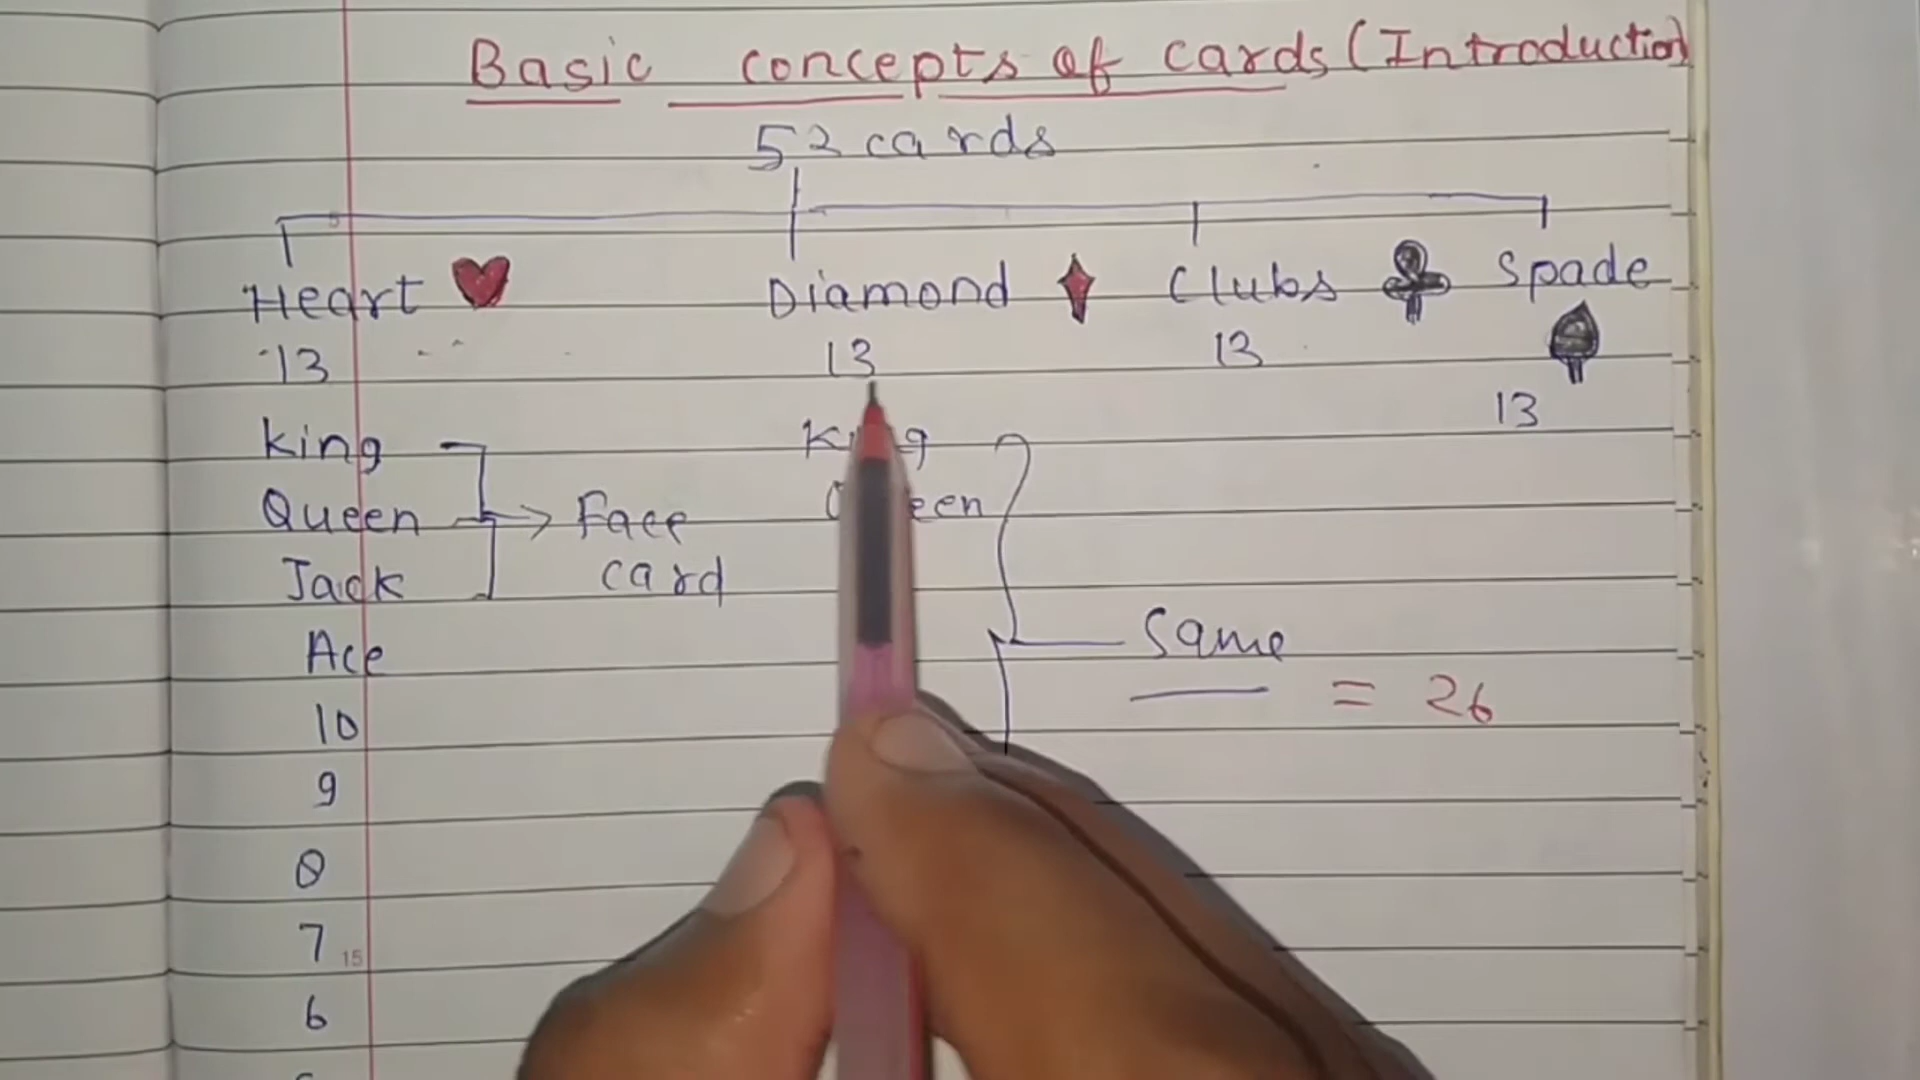 Basic concepts of cards (Introduction)
52 cards
Heart Diamond Clubs Spade
13 13 13
13
King
Queen Face
Jack card
Ace Same
10 = 26
9
8
7 15
6